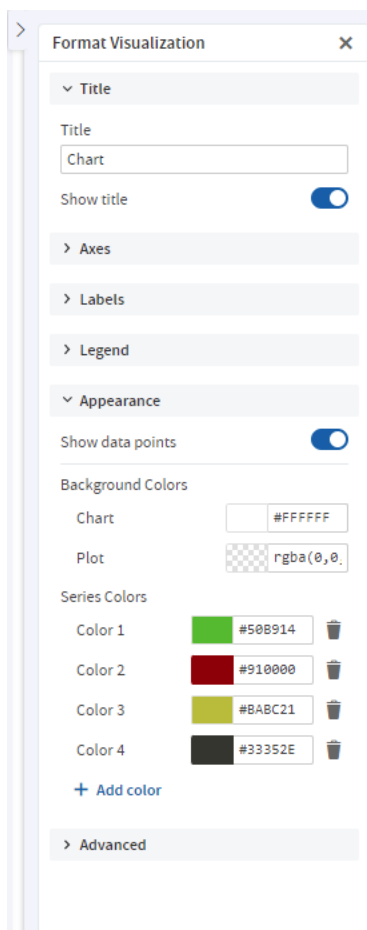 Format Visualization
Title
Title
Chart
Show title
Axes
Labels
Legend
Appearance
Show data points
Background Colors
Chart #FFFFFF
Plot rgba(0,0,
Series Colors
Color 1 #50B914
Color 2 #910000
Color 3 #BABC21
Color 4 #33352E
+ Add color
Advanced